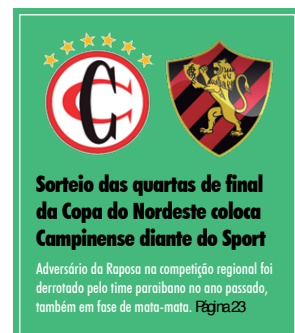 Sorteio das quartas de final
da Copa do Nordeste coloca
Campinense diante do Sport
Adversário da Raposa na competição regional foi
derrotado pelo time paraibano no ano passado,
também em fase de mata-mata. Página 23